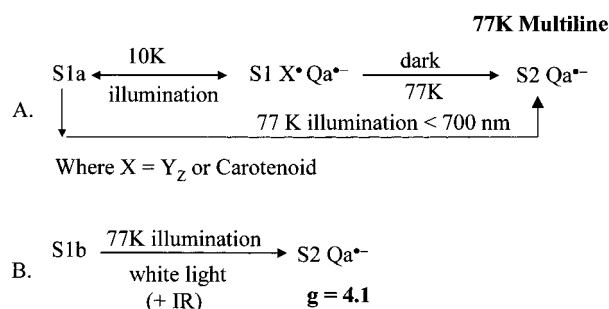 77K Multiline
10K
dark
S1a S1 X• Qa•− S2 Qa•−
illumination
77K
A.
77 K illumination < 700 nm
Where X = Y_Z or Carotenoid
77K illumination
S1b S2 Qa•−
B.
white light
(+ IR)
g = 4.1